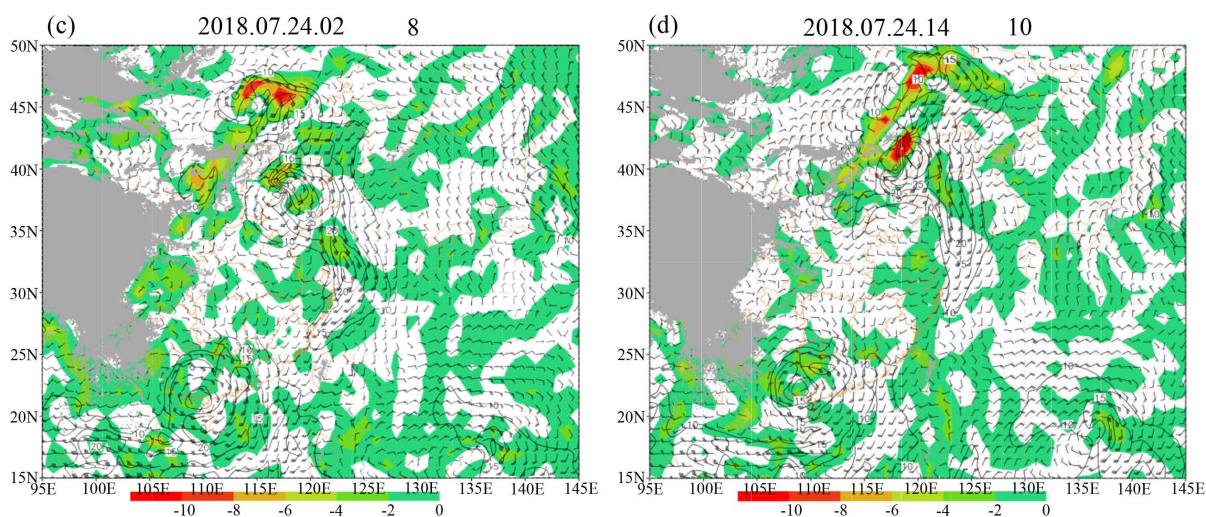 (c) 2018.07.24.02 8
50N
45N
40N
35N
30N
25N
20N
15N
95E 100E 105E 110E 115E 120E 125E 130E 135E 140E 145E
-10 -8 -6 -4 -2 0
(d) 2018.07.24.14 10
50N
45N
40N
35N
30N
25N
20N
15N
95E 100E 105E 110E 115E 120E 125E 130E 135E 140E 145E
-10 -8 -6 -4 -2 0